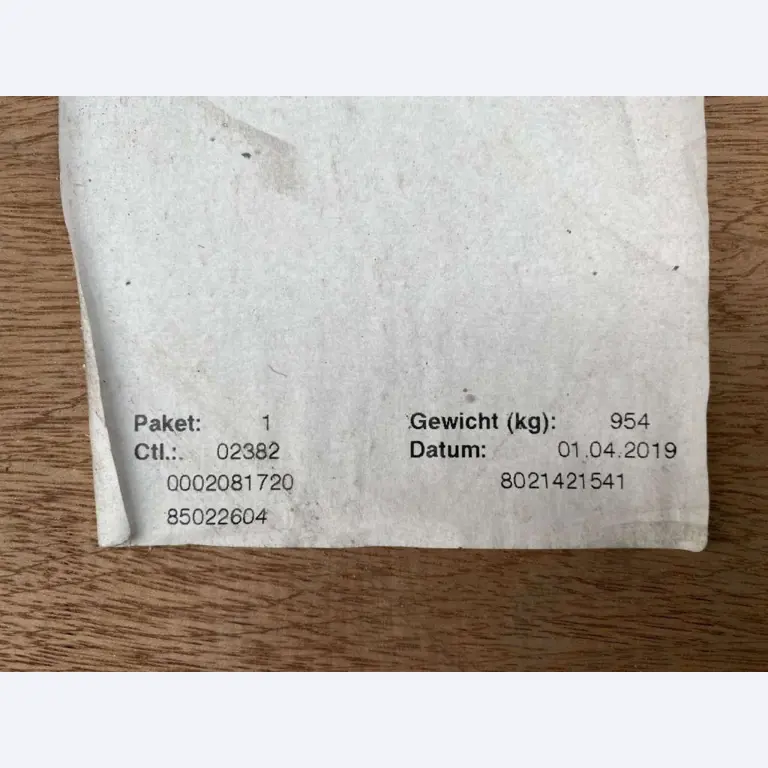 Paket: 1 Gewicht (kg): 954
Ctl.: 02382 Datum: 01.04.2019
0002081720 8021421541
85022604